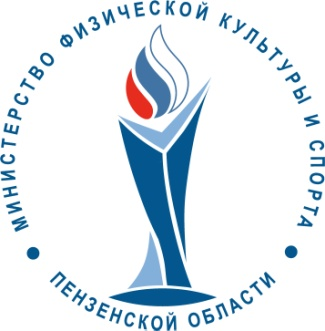 МИНИСТЕРСТВО ФИЗИЧЕСКОЙ КУЛЬТУРЫ И СПОРТА
ПЕНЗЕНСКОЙ ОБЛАСТИ